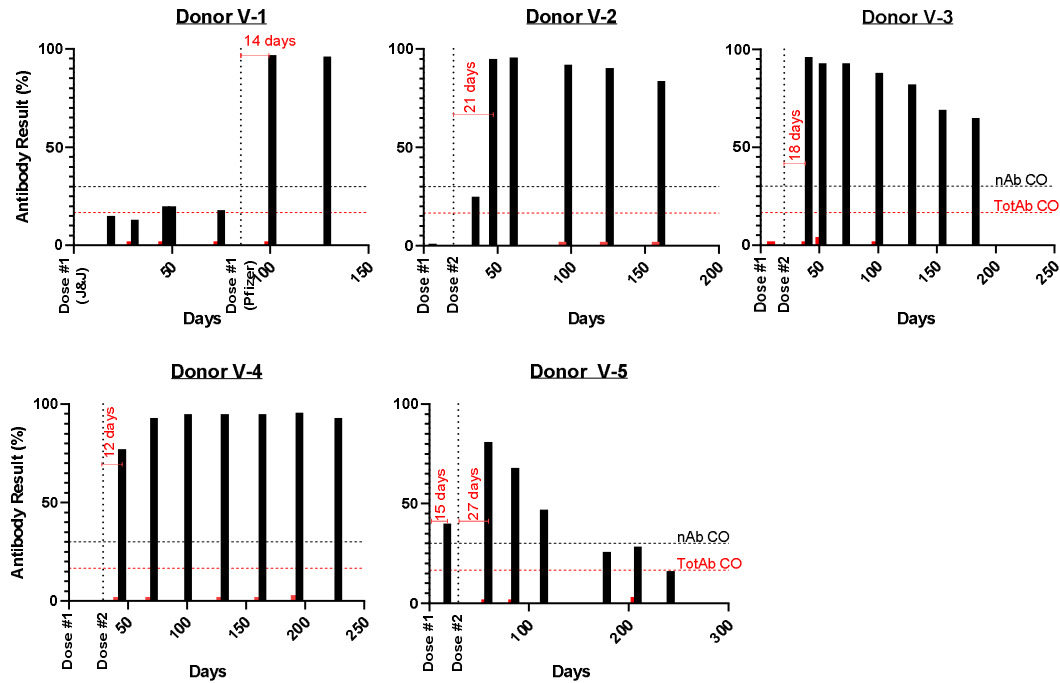 Donor V-1
Antibody Result (%)
100
50
0
14 days
Dose #1
(J&J)
50
Dose #1
(Pfizer)
100
150
Days
Donor V-2
100
50
0
21 days
Dose #1
Dose #2
50
100
150
200
Days
Donor V-3
100
50
0
18 days
nAb CO
TotAb CO
Dose #1
Dose #2
50
100
150
200
250
Days
Donor V-4
Antibody Result (%)
100
50
0
12 days
Dose #1
Dose #2
50
100
150
200
250
Days
Donor V-5
100
50
0
15 days
27 days
nAb CO
TotAb CO
Dose #1
Dose #2
100
200
300
Days